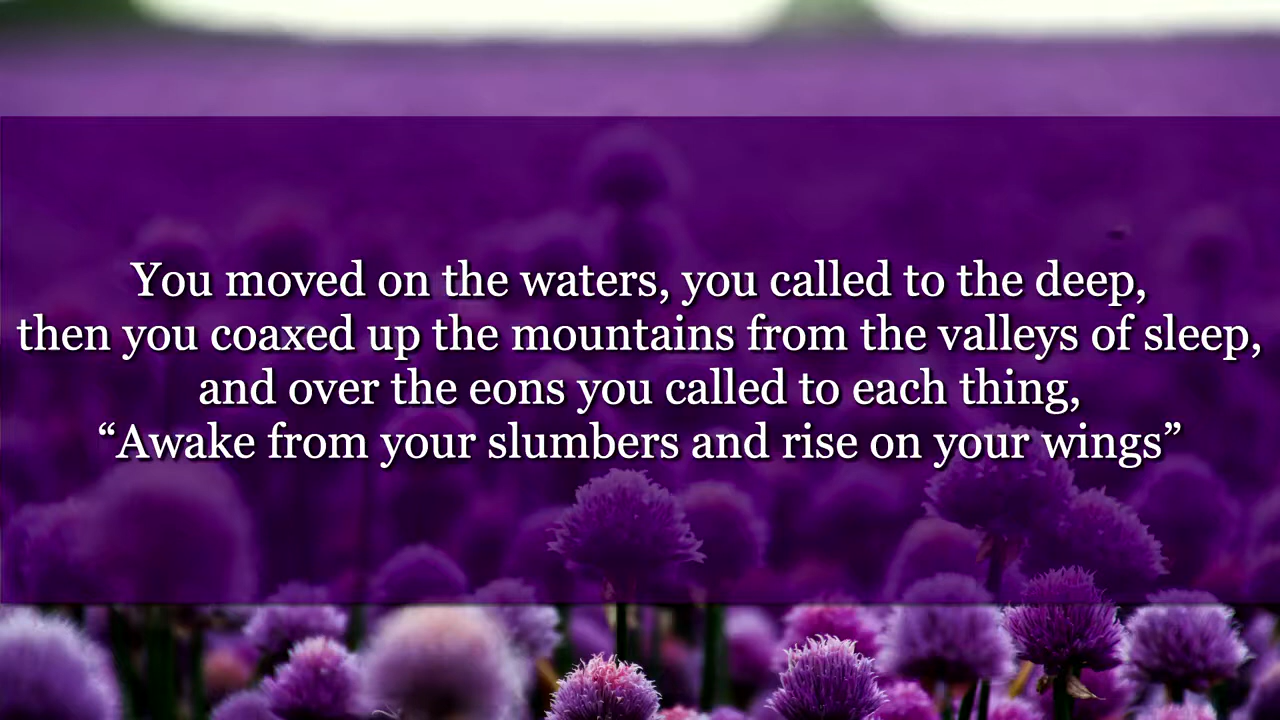 You moved on the waters, you called to the deep,
then you coaxed up the mountains from the valleys of sleep,
and over the eons you called to each thing,
“Awake from your slumbers and rise on your wings”